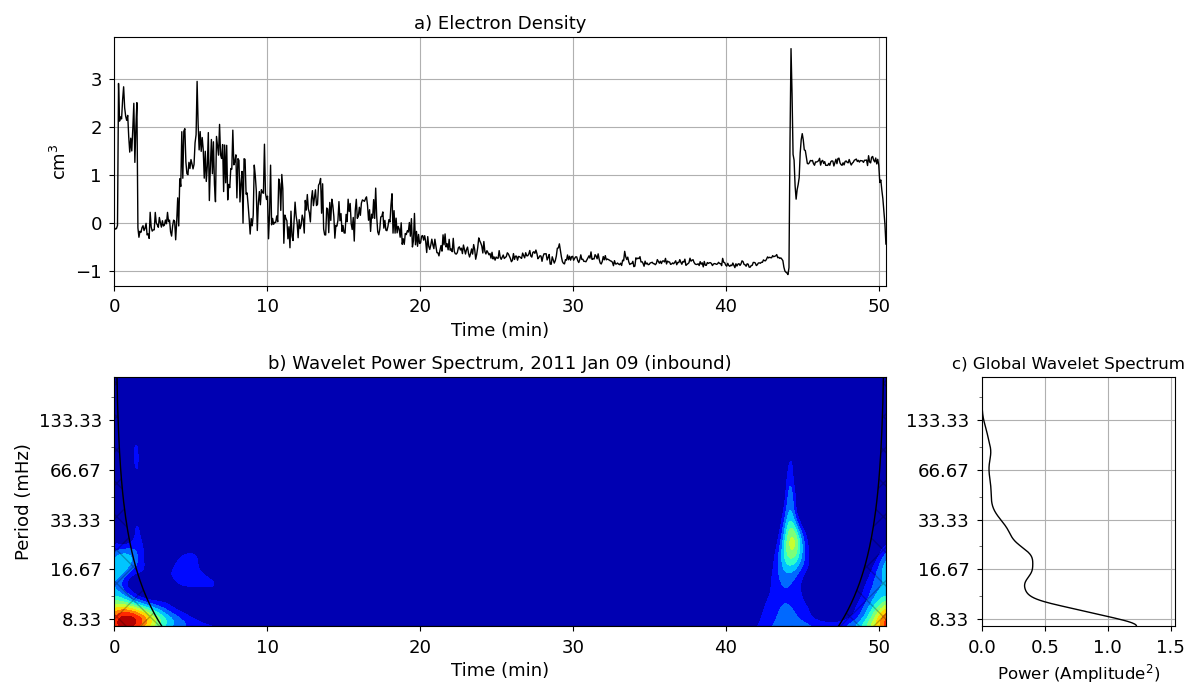 a) Electron Density
cm³
3
2
1
0
−1
0 10 20 30 40 50
Time (min)
b) Wavelet Power Spectrum, 2011 Jan 09 (inbound)
Period (mHz)
133.33
66.67
33.33
16.67
8.33
0 10 20 30 40 50
Time (min)
c) Global Wavelet Spectrum
133.33
66.67
33.33
16.67
8.33
0.0 0.5 1.0 1.5
Power (Amplitude²)